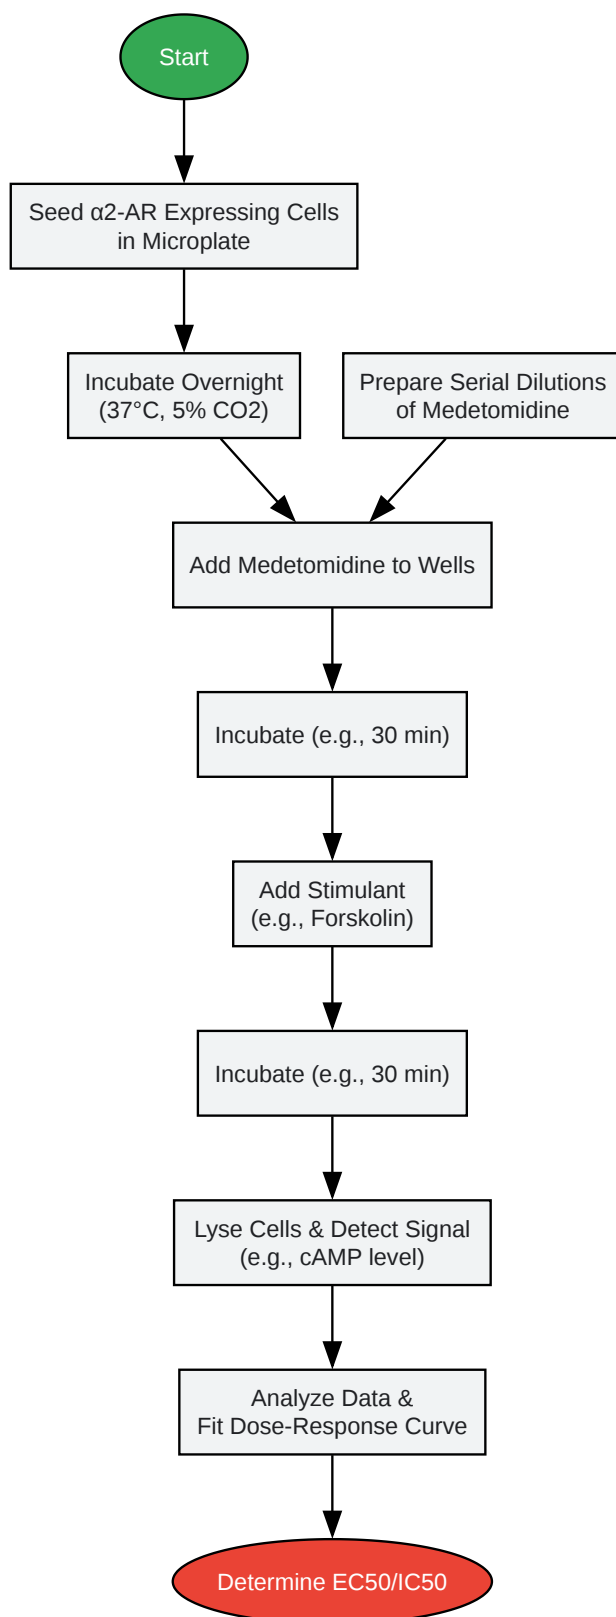 Start
Seed α2-AR Expressing Cells
in Microplate
Incubate Overnight
(37°C, 5% CO2)
Prepare Serial Dilutions
of Medetomidine
Add Medetomidine to Wells
Incubate (e.g., 30 min)
Add Stimulant
(e.g., Forskolin)
Incubate (e.g., 30 min)
Lyse Cells & Detect Signal
(e.g., cAMP level)
Analyze Data &
Fit Dose-Response Curve
Determine EC50/IC50